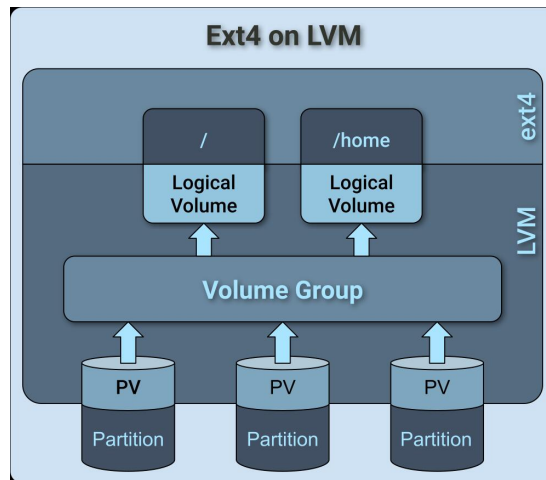 Ext4 on LVM
ext4
/
/home
Logical
Volume
Logical
Volume
LVM
Volume Group
PV
PV
PV
Partition
Partition
Partition